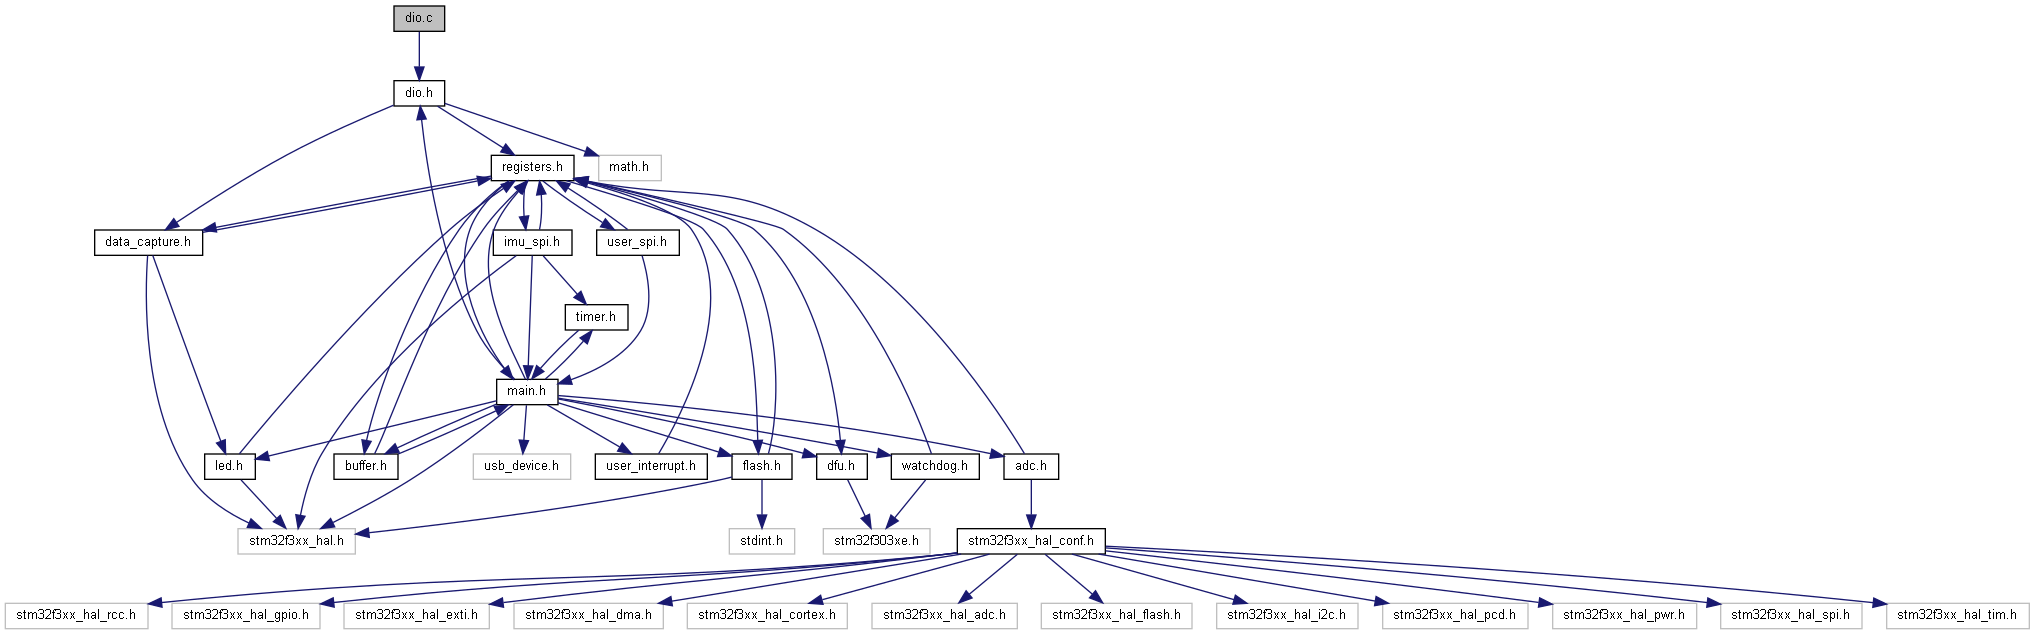 dio.c
dio.h
registers.h
math.h
data_capture.h
imu_spi.h
user_spi.h
timer.h
main.h
led.h
buffer.h
usb_device.h
user_interrupt.h
flash.h
dfu.h
watchdog.h
adc.h
stm32f3xx_hal.h
stdint.h
stm32f303xe.h
stm32f3xx_hal_conf.h
stm32f3xx_hal_rcc.h
stm32f3xx_hal_gpio.h
stm32f3xx_hal_exti.h
stm32f3xx_hal_dma.h
stm32f3xx_hal_cortex.h
stm32f3xx_hal_adc.h
stm32f3xx_hal_flash.h
stm32f3xx_hal_i2c.h
stm32f3xx_hal_pcd.h
stm32f3xx_hal_pwr.h
stm32f3xx_hal_spi.h
stm32f3xx_hal_tim.h